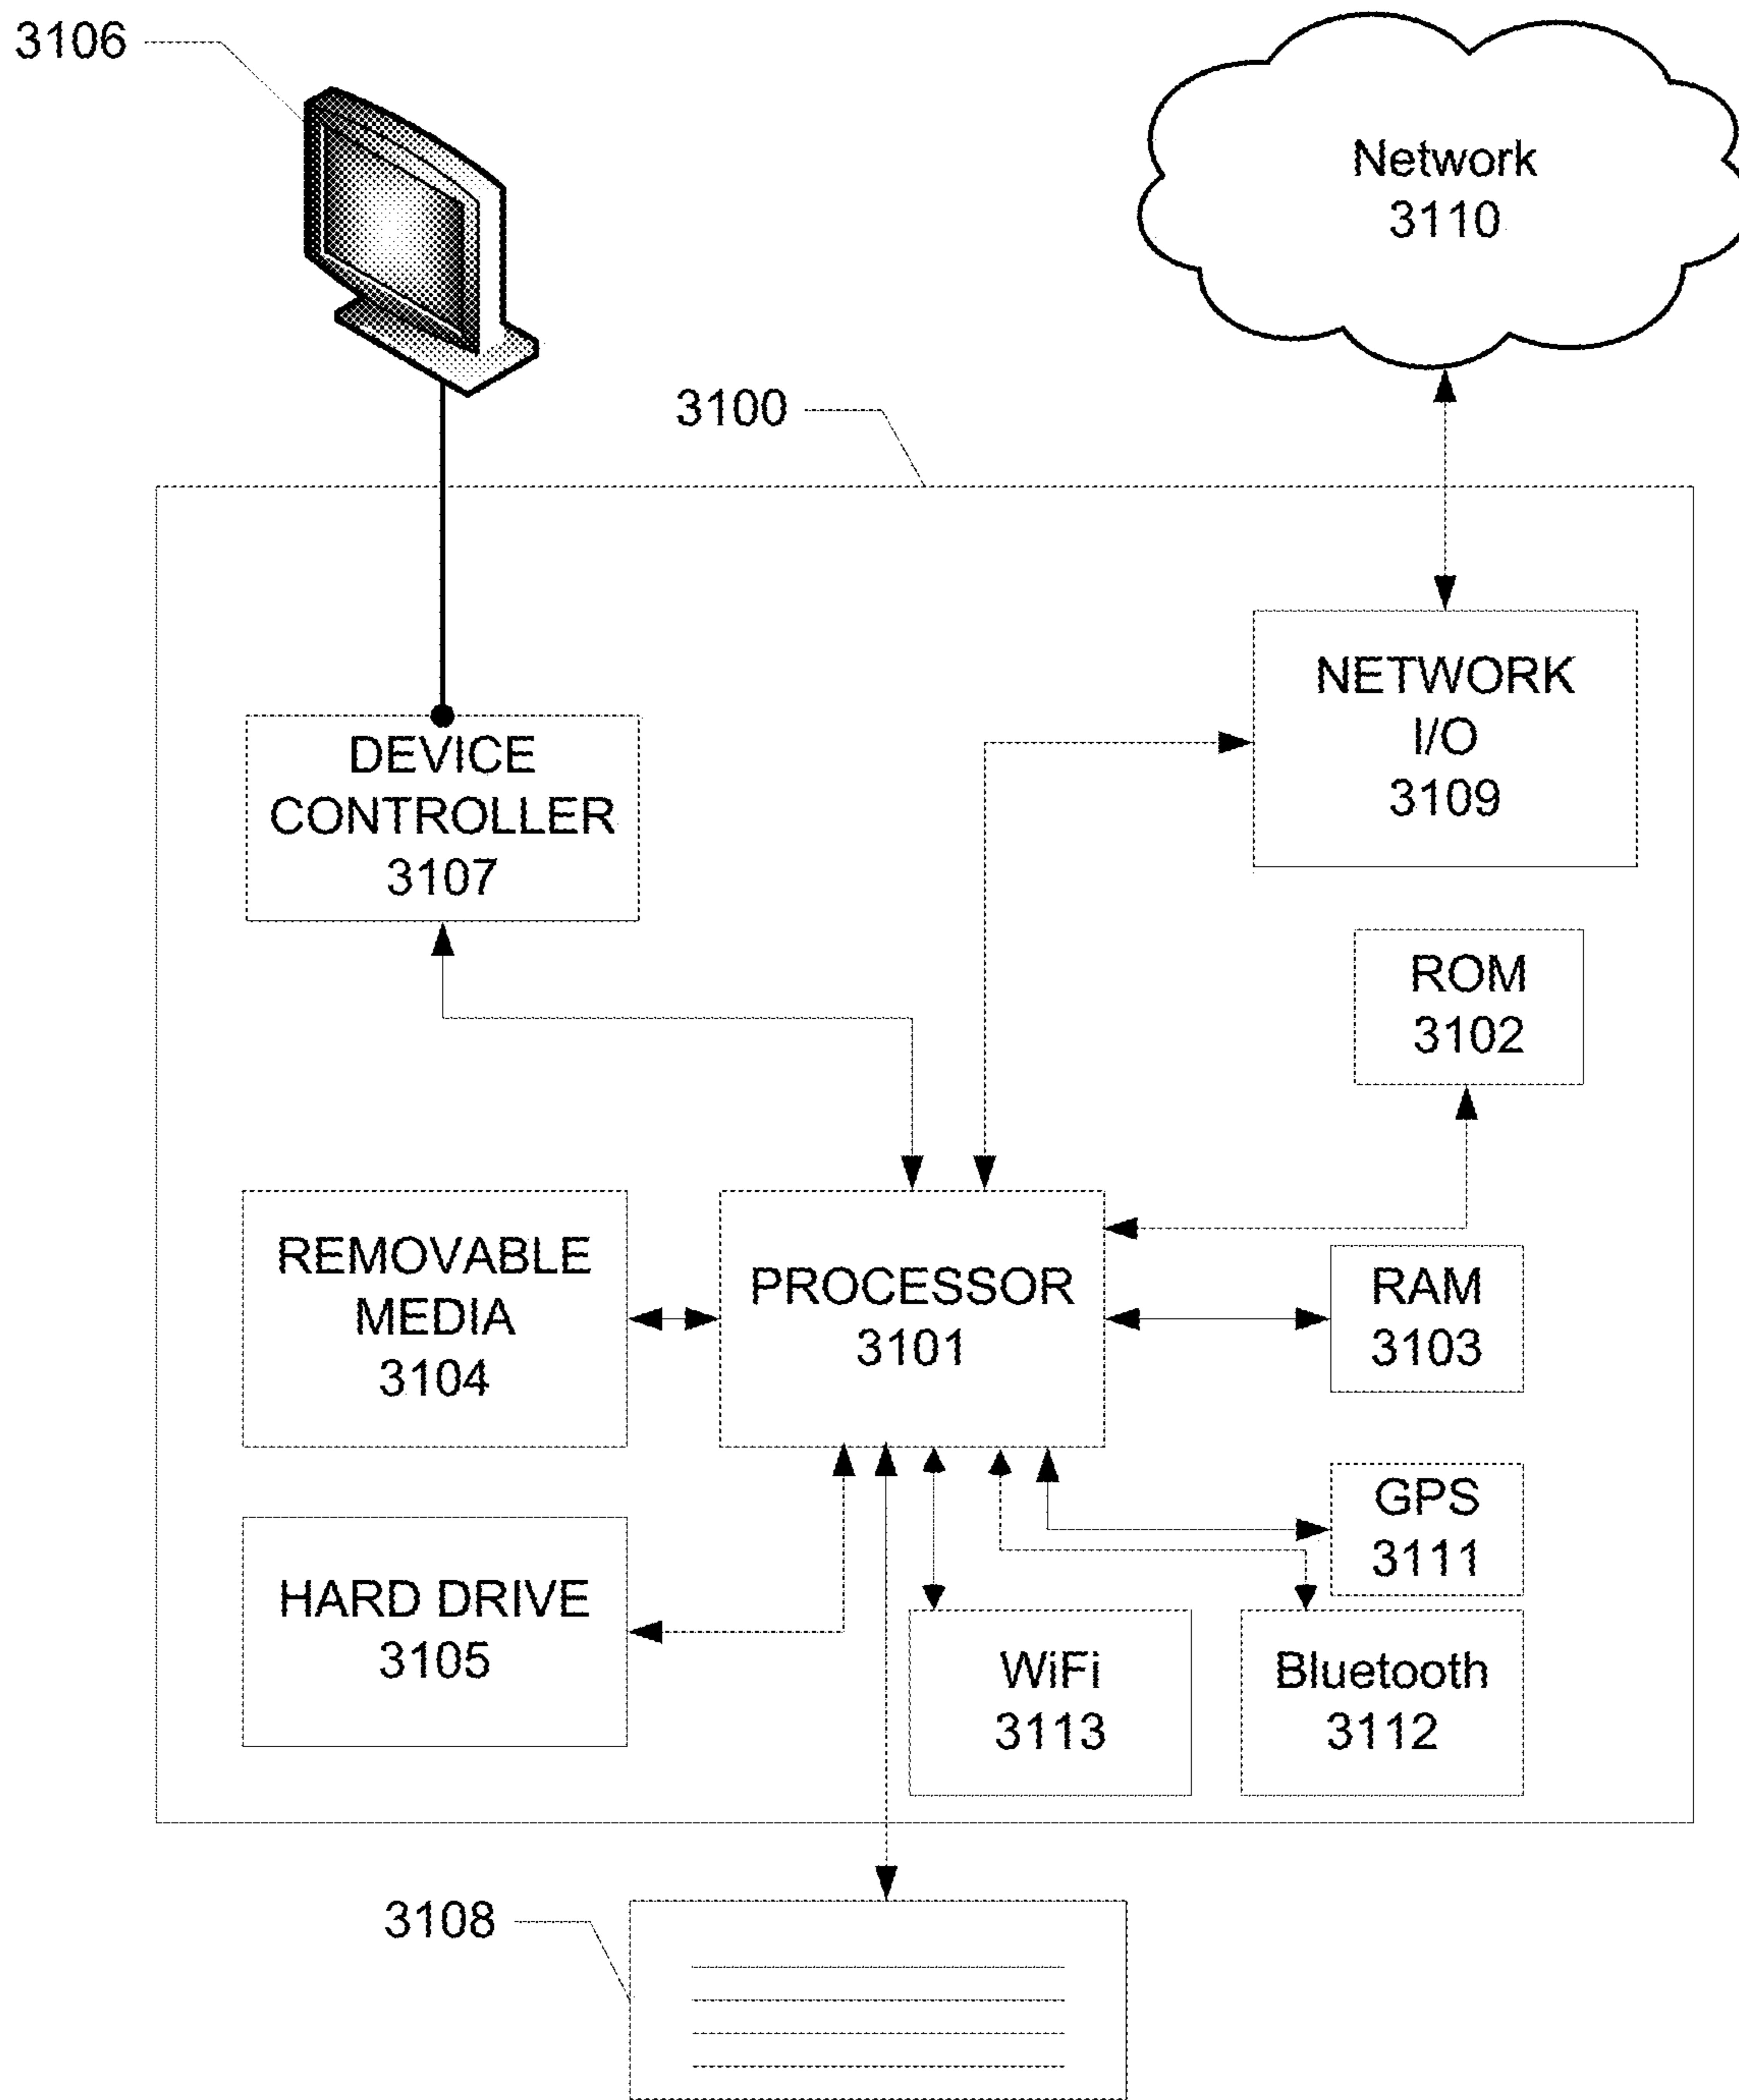 3106
Network
3110
3100
NETWORK
I/O
3109
DEVICE
CONTROLLER
3107
ROM
3102
REMOVABLE
MEDIA
3104
PROCESSOR
3101
RAM
3103
GPS
3111
HARD DRIVE
3105
WiFi
3113
Bluetooth
3112
3108